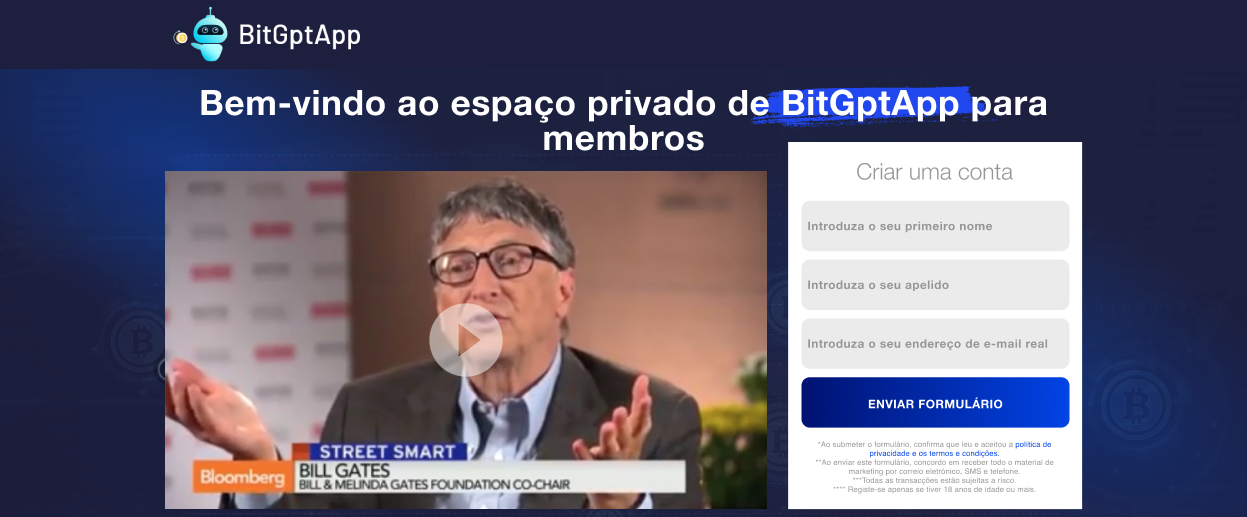 BitGptApp
Bem-vindo ao espaço privado de BitGptApp para
membros
Criar uma conta
Introduza o seu primeiro nome
Introduza o seu apelido
Introduza o seu endereço de e-mail real
ENVIAR FORMULÁRIO
*Ao submeter o formulário, confirma que leu e aceitou a política de
privacidade e os termos e condições.
**Ao enviar este formulário, concordo em receber todo o material de
marketing por correio eletrónico, SMS e telefone.
***Todas as transacções estão sujeitas a risco.
**** Registe-se apenas se tiver 18 anos de idade ou mais.
STREET SMART
Bloomberg
BILL GATES
BILL & MELINDA GATES FOUNDATION CO-CHAIR